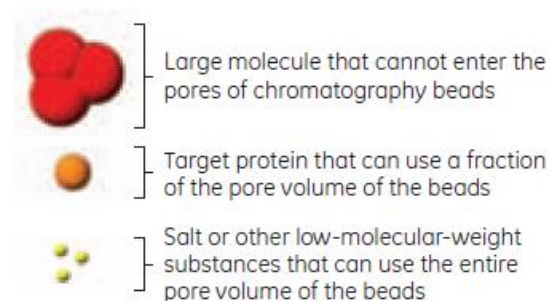 Large molecule that cannot enter the
pores of chromatography beads
Target protein that can use a fraction
of the pore volume of the beads
Salt or other low-molecular-weight
substances that can use the entire
pore volume of the beads